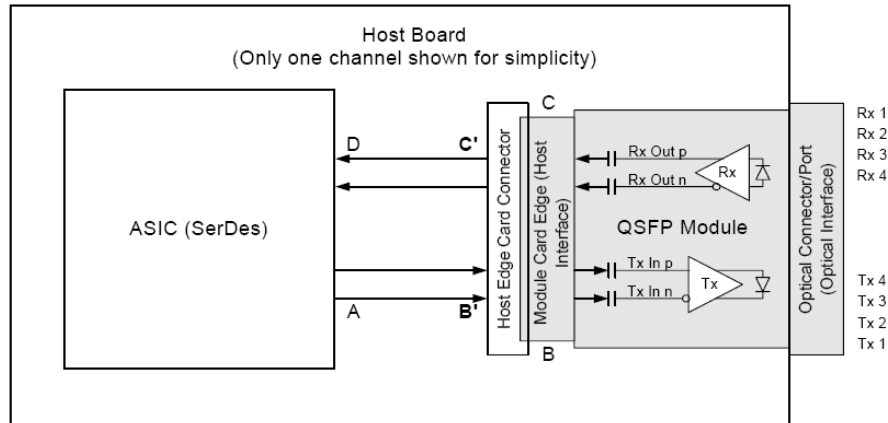 Host Board
(Only one channel shown for simplicity)
ASIC (SerDes)
D
C'
A
B'
Host Edge Card Connector
C
Module Card Edge (Host
Interface)
B
Rx Out p
Rx Out n
Rx
QSFP Module
Tx In p
Tx In n
Tx
Optical Connector/Port
(Optical Interface)
Rx 1
Rx 2
Rx 3
Rx 4
Tx 4
Tx 3
Tx 2
Tx 1